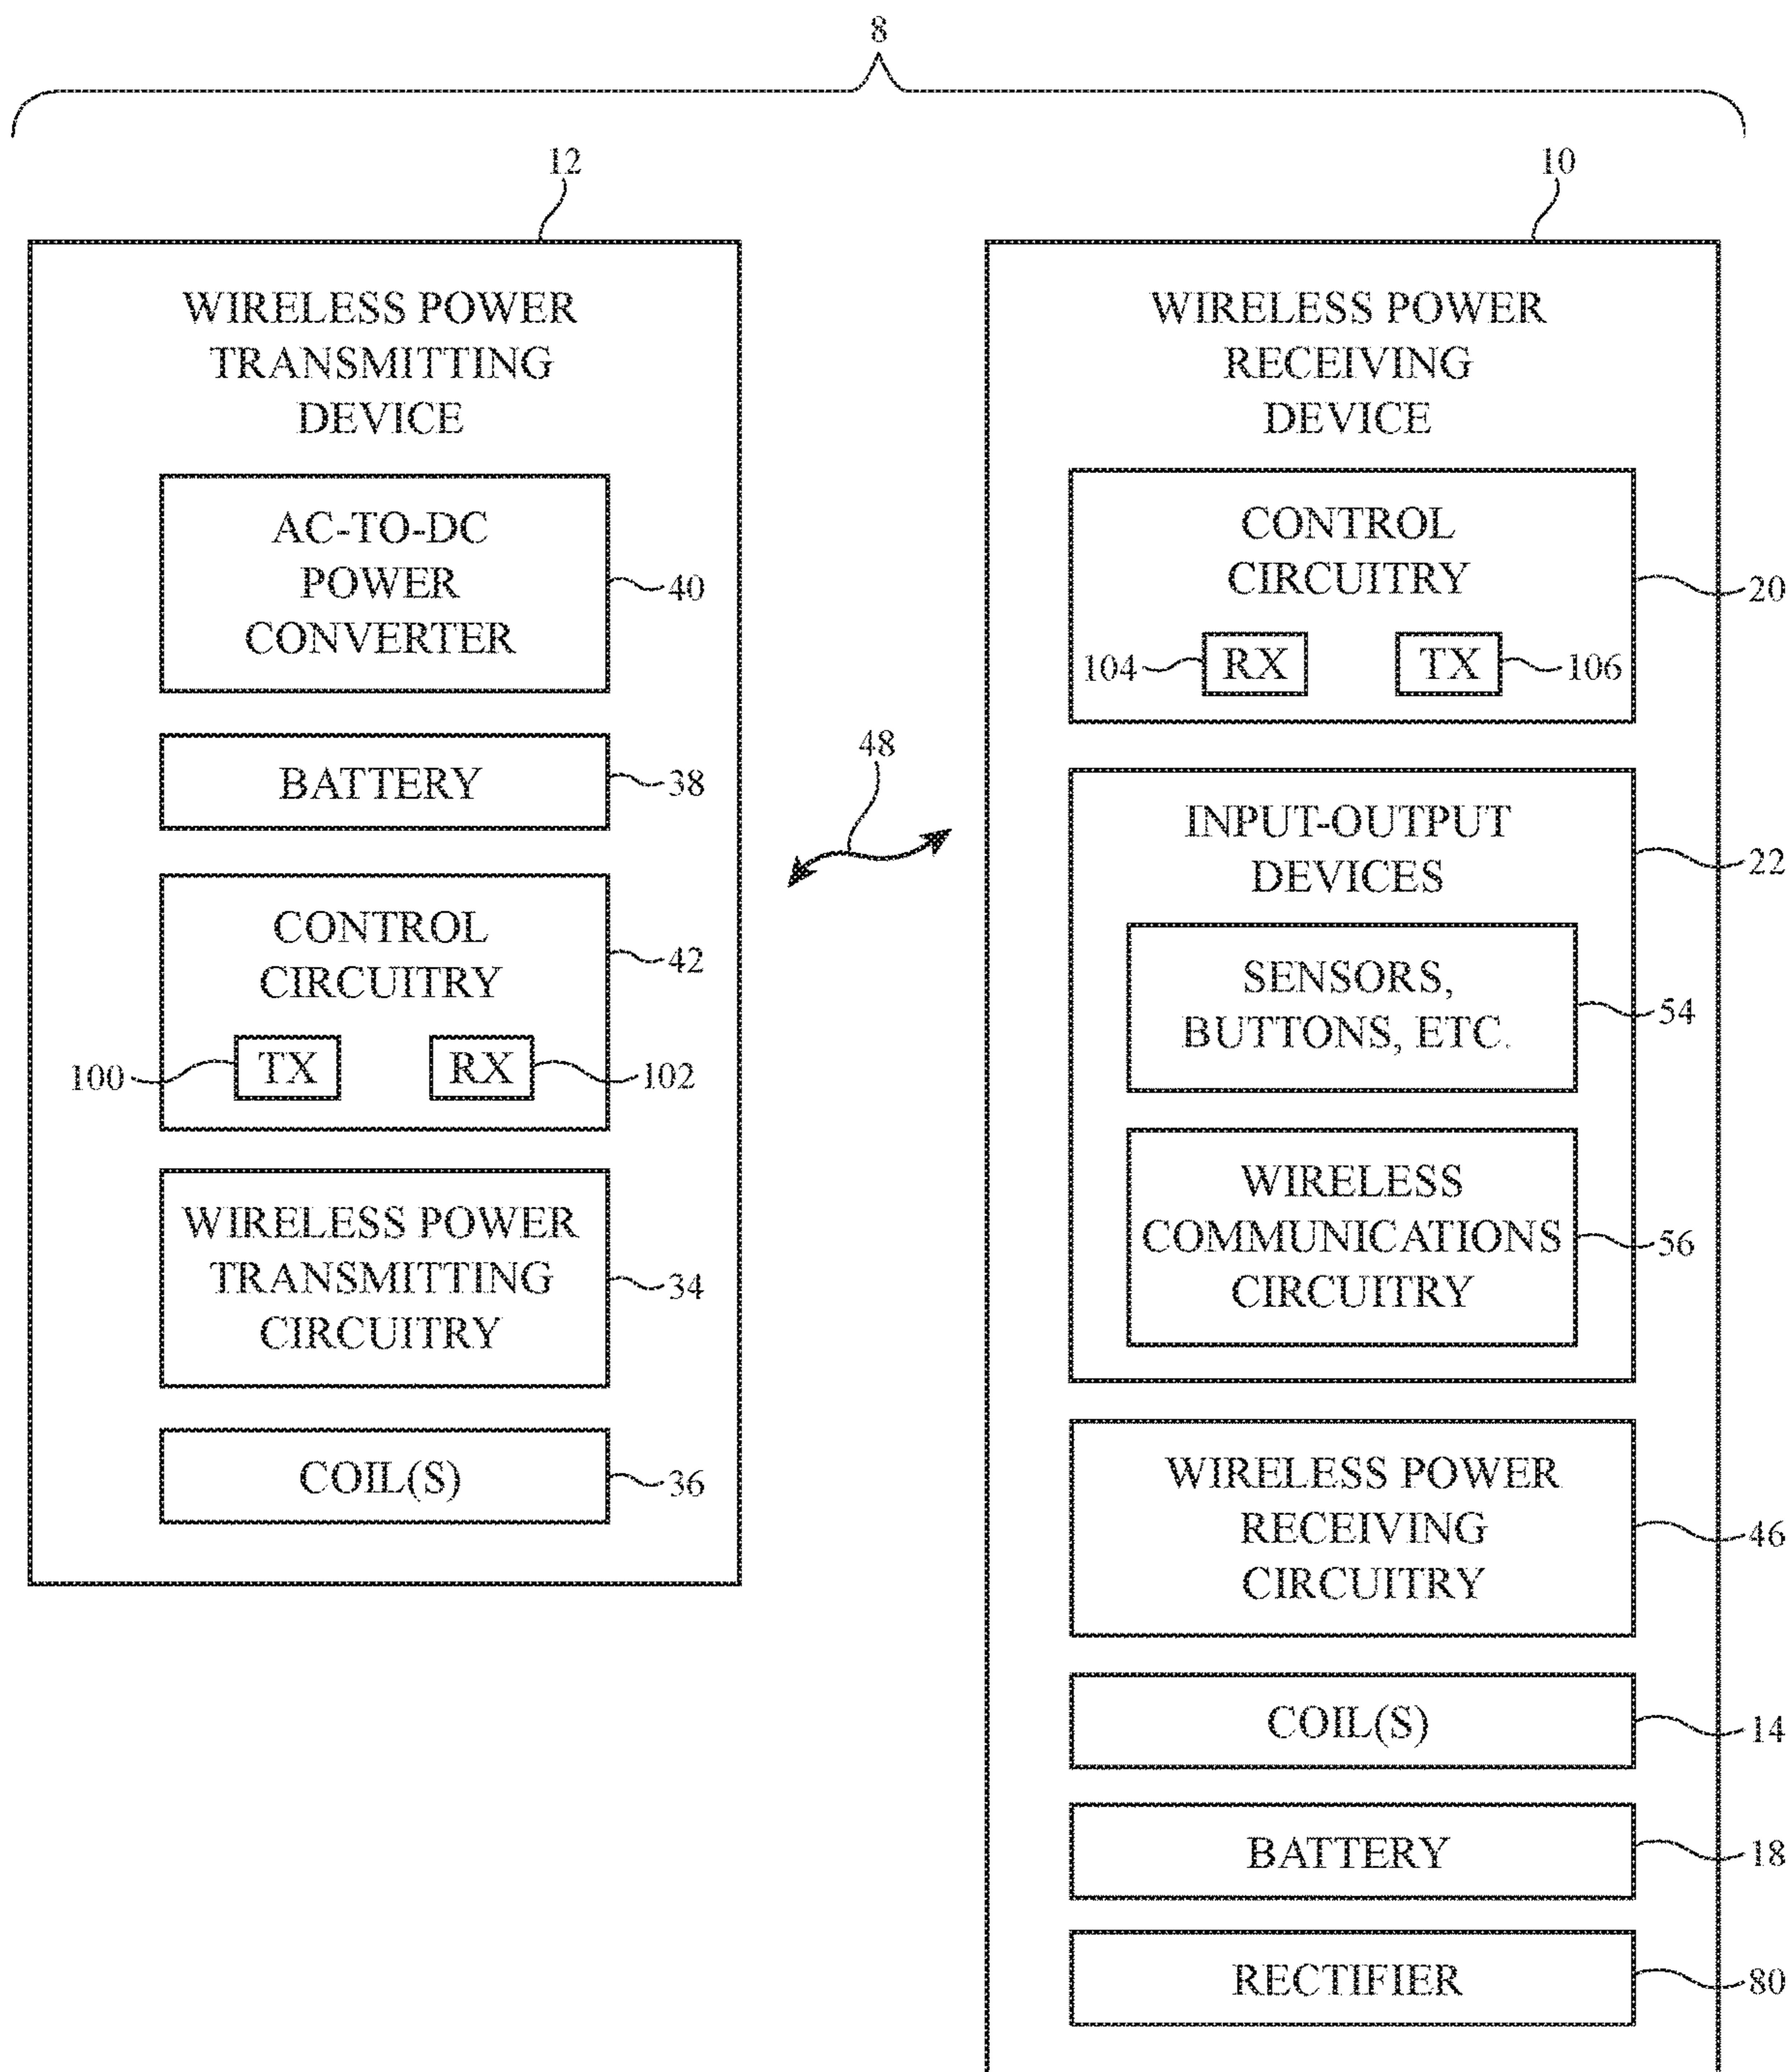 8
12
WIRELESS POWER
TRANSMITTING
DEVICE
AC-TO-DC
POWER
CONVERTER
40
BATTERY
38
CONTROL
CIRCUITRY
42
100
TX
RX
102
WIRELESS POWER
TRANSMITTING
CIRCUITRY
34
COIL(S)
36
48
10
WIRELESS POWER
RECEIVING
DEVICE
CONTROL
CIRCUITRY
20
104
RX
TX
106
INPUT-OUTPUT
DEVICES
22
SENSORS,
BUTTONS, ETC.
54
WIRELESS
COMMUNICATIONS
CIRCUITRY
56
WIRELESS POWER
RECEIVING
CIRCUITRY
46
COIL(S)
14
BATTERY
18
RECTIFIER
80